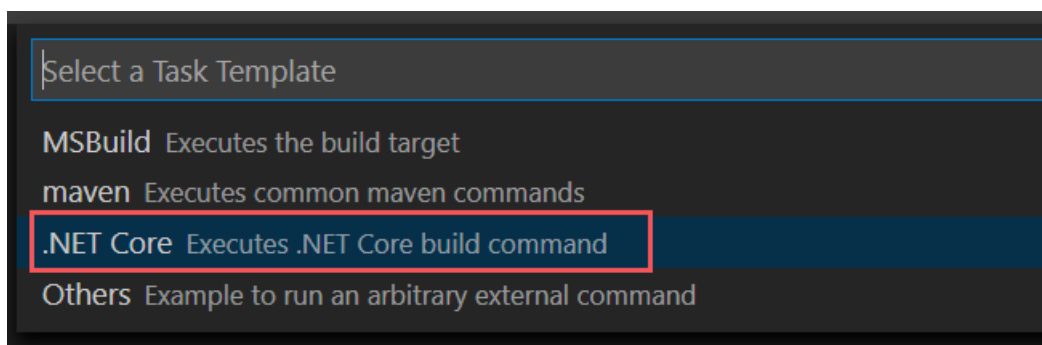 Select a Task Template
MSBuild Executes the build target
maven Executes common maven commands
.NET Core Executes .NET Core build command
Others Example to run an arbitrary external command